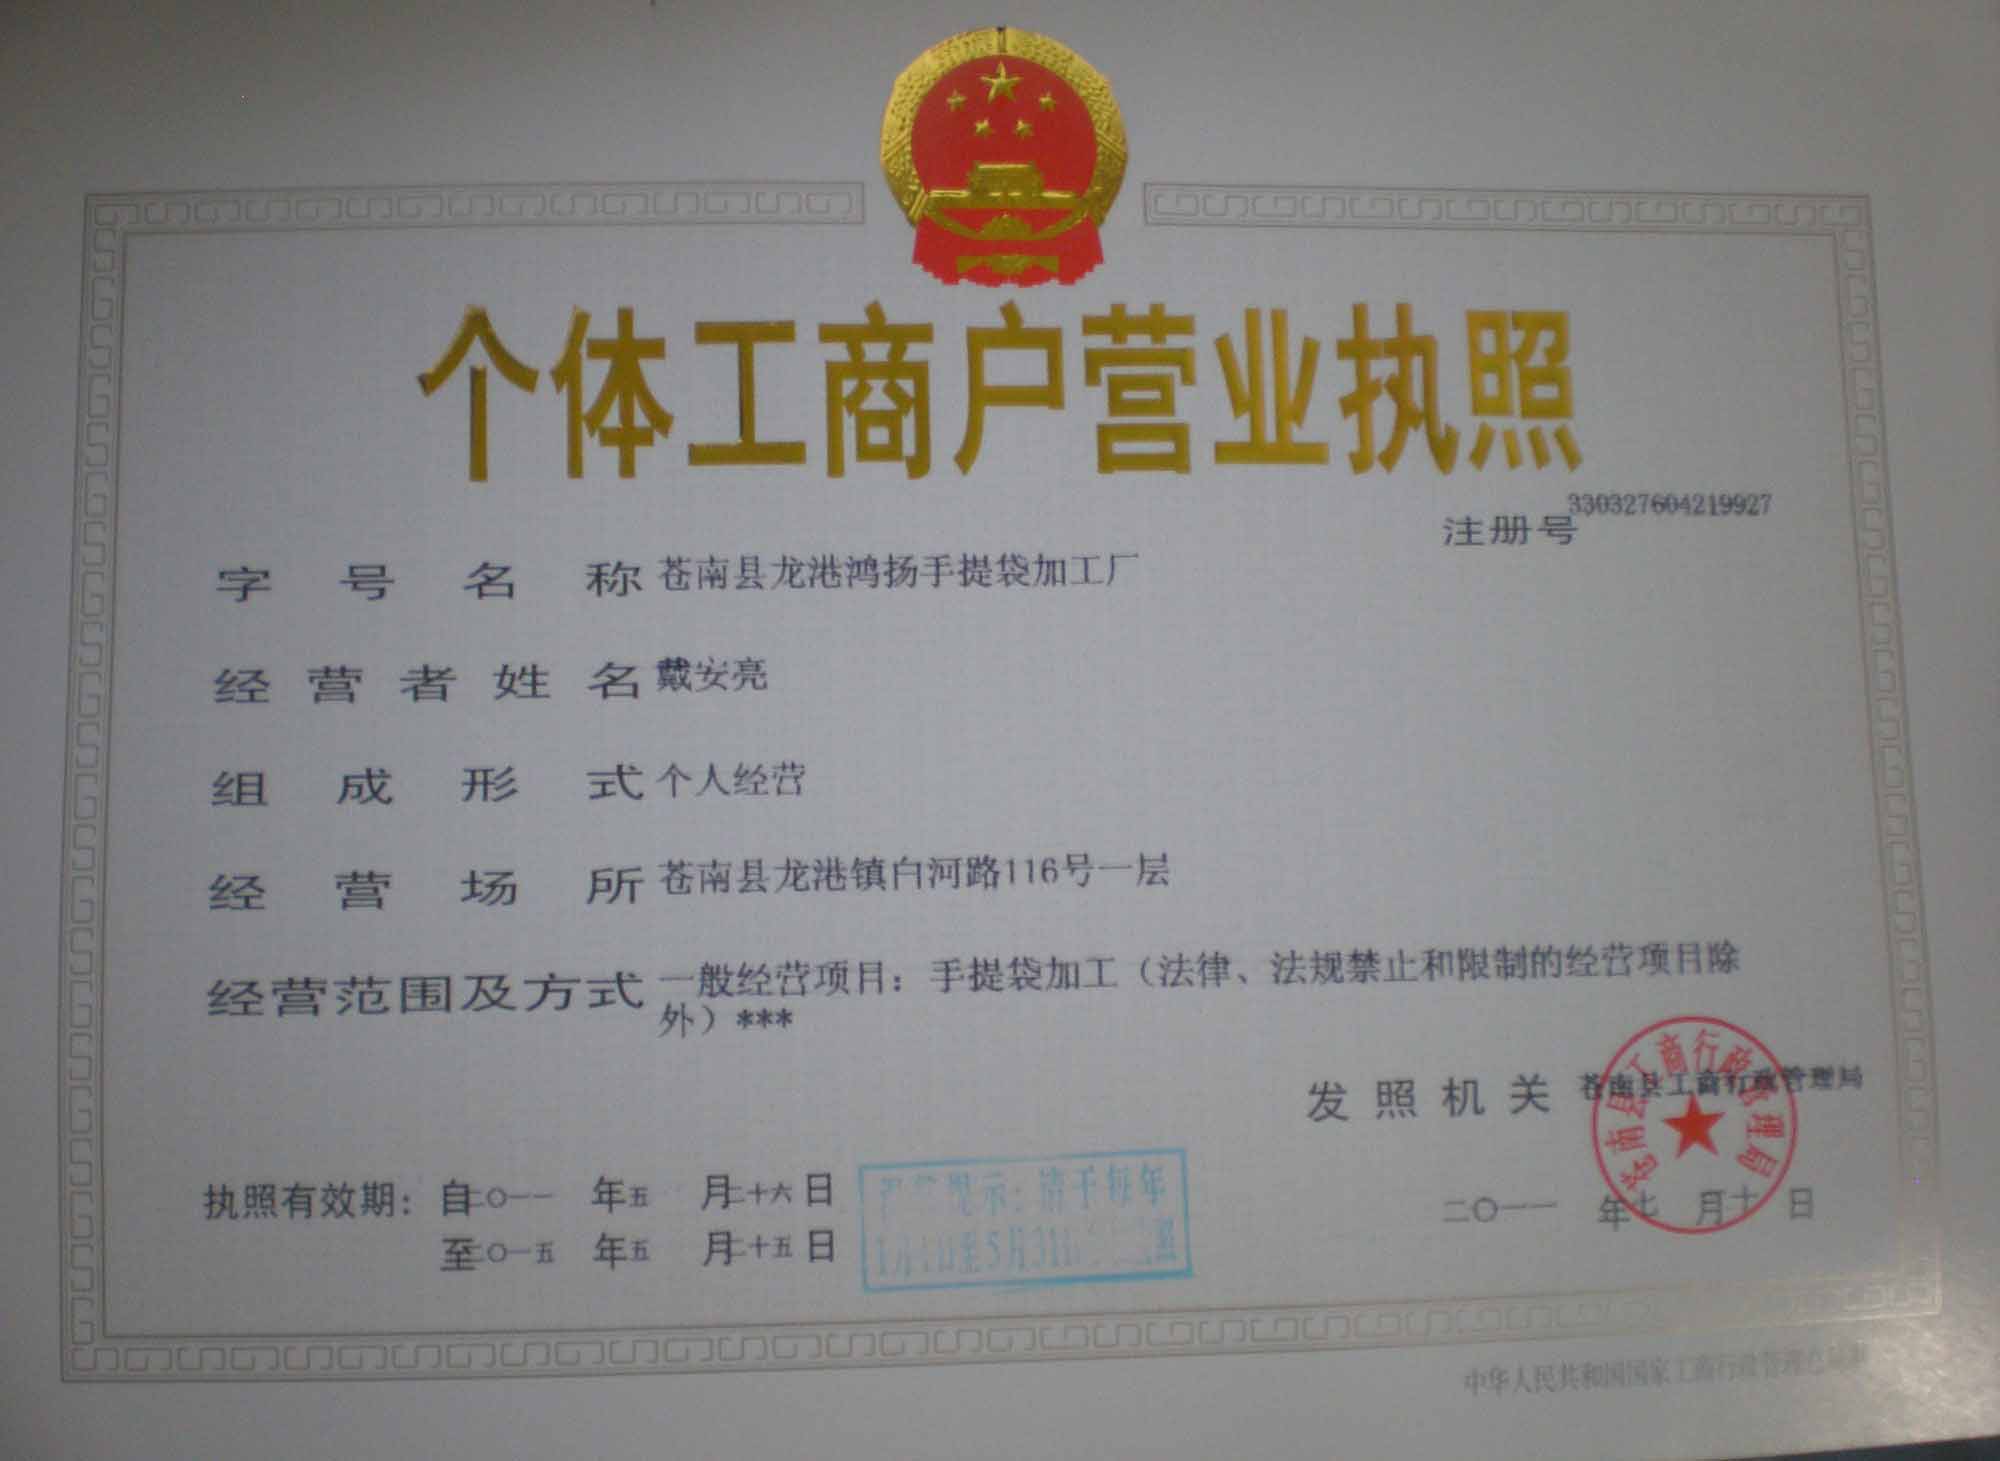 个体工商户营业执照
注册号 330327604219927
字号名称 苍南县龙港鸿扬手提袋加工厂
经营者姓名 戴安亮
组成形式 个人经营
经营场所 苍南县龙港镇白河路116号一层
经营范围及方式 一般经营项目：手提袋加工（法律、法规禁止和限制的经营项目除
外）***
发照机关 苍南县工商行政管理局
苍南县工商行政管理局
执照有效期：自二〇一一年五月二十六日
至二〇一五年五月二十五日
提示：请于每年
至5月31
二〇一一年七月十一日
中华人民共和国国家工商行政管理总局制